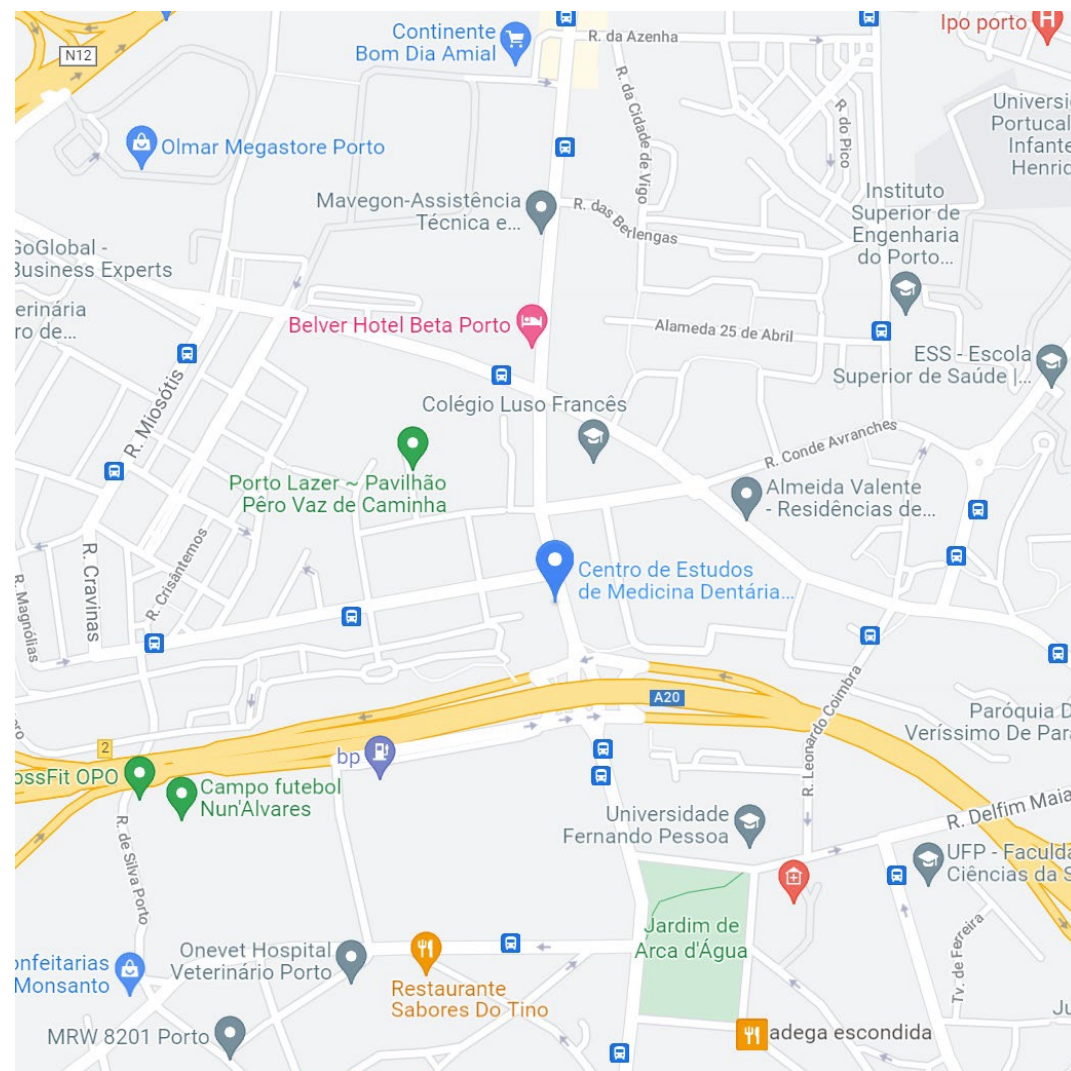 Continente
Bom Dia Amial
R. da Azenha
Ipo porto
N12
R. da Cidade de Vigo
R. do Pico
Universi
Portucal
Infante
Henriq
Olmar Megastore Porto
Mavegon-Assistência
Técnica e...
R. das Berlengas
Instituto
Superior de
Engenharia
do Porto...
GoGlobal -
Business Experts
erinária
ro de...
Belver Hotel Beta Porto
Alameda 25 de Abril
ESS - Escola
Superior de Saúde |...
R. Miosótis
Colégio Luso Francês
R. Conde Avranches
Porto Lazer ~ Pavilhão
Pêro Vaz de Caminha
Almeida Valente
- Residências de...
R. Cravinas
R. Crisântemos
R. Magnólias
Centro de Estudos
de Medicina Dentária...
A20
R. Leonardo Coimbra
Paróquia D
Veríssimo De Par
ero
2
bp
ossFit OPO
Campo futebol
Nun'Alvares
R. de Silva Porto
Universidade
Fernando Pessoa
R. Delfim Maia
UFP - Faculda
Ciências da S
Jardim de
Arca d'Água
Onevet Hospital
Veterinário Porto
onfeitarias
Monsanto
Restaurante
Sabores Do Tino
Tv. de Ferreira
MRW 8201 Porto
adega escondida
Ju